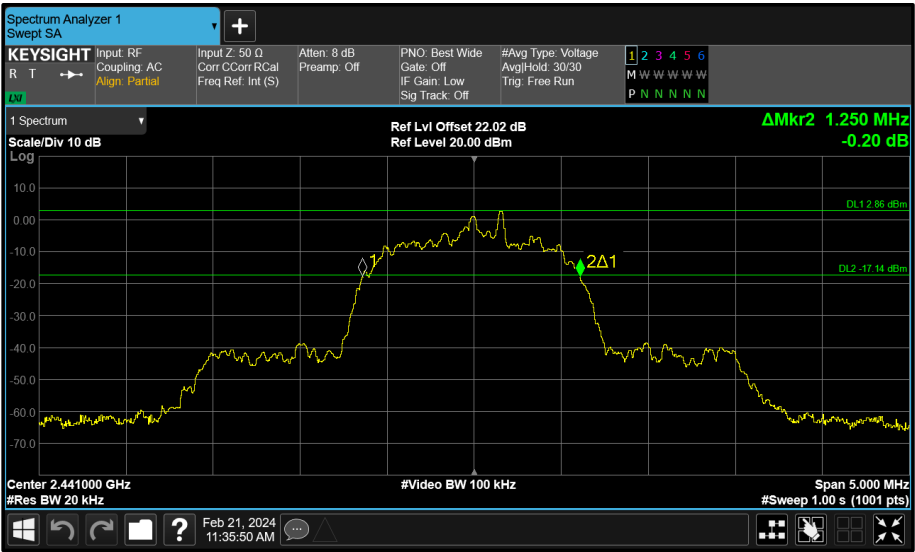 Spectrum Analyzer 1
Swept SA
+
KEYSIGHT
R T
LXI
Input: RF
Coupling: AC
Align: Partial
Input Z: 50 Ω
Corr CCorr RCal
Freq Ref: Int (S)
Atten: 8 dB
Preamp: Off
PNO: Best Wide
Gate: Off
IF Gain: Low
Sig Track: Off
#Avg Type: Voltage
Avg|Hold: 30/30
Trig: Free Run
1 2 3 4 5 6
M W W W W W
P N N N N N
1 Spectrum
Scale/Div 10 dB
Ref Lvl Offset 22.02 dB
Ref Level 20.00 dBm
ΔMkr2 1.250 MHz
-0.20 dB
Log
10.0
DL1 2.86 dBm
0.00
-10.0
1
2Δ1
DL2 -17.14 dBm
-20.0
-30.0
-40.0
-50.0
-60.0
-70.0
Center 2.441000 GHz
#Video BW 100 kHz
Span 5.000 MHz
#Res BW 20 kHz
#Sweep 1.00 s (1001 pts)
?
Feb 21, 2024
11:35:50 AM